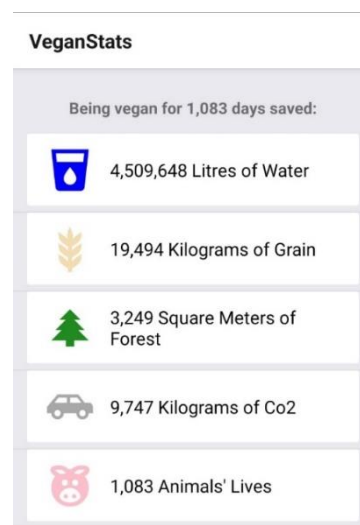 VeganStats
Being vegan for 1,083 days saved:
4,509,648 Litres of Water
19,494 Kilograms of Grain
3,249 Square Meters of
Forest
9,747 Kilograms of Co2
1,083 Animals' Lives